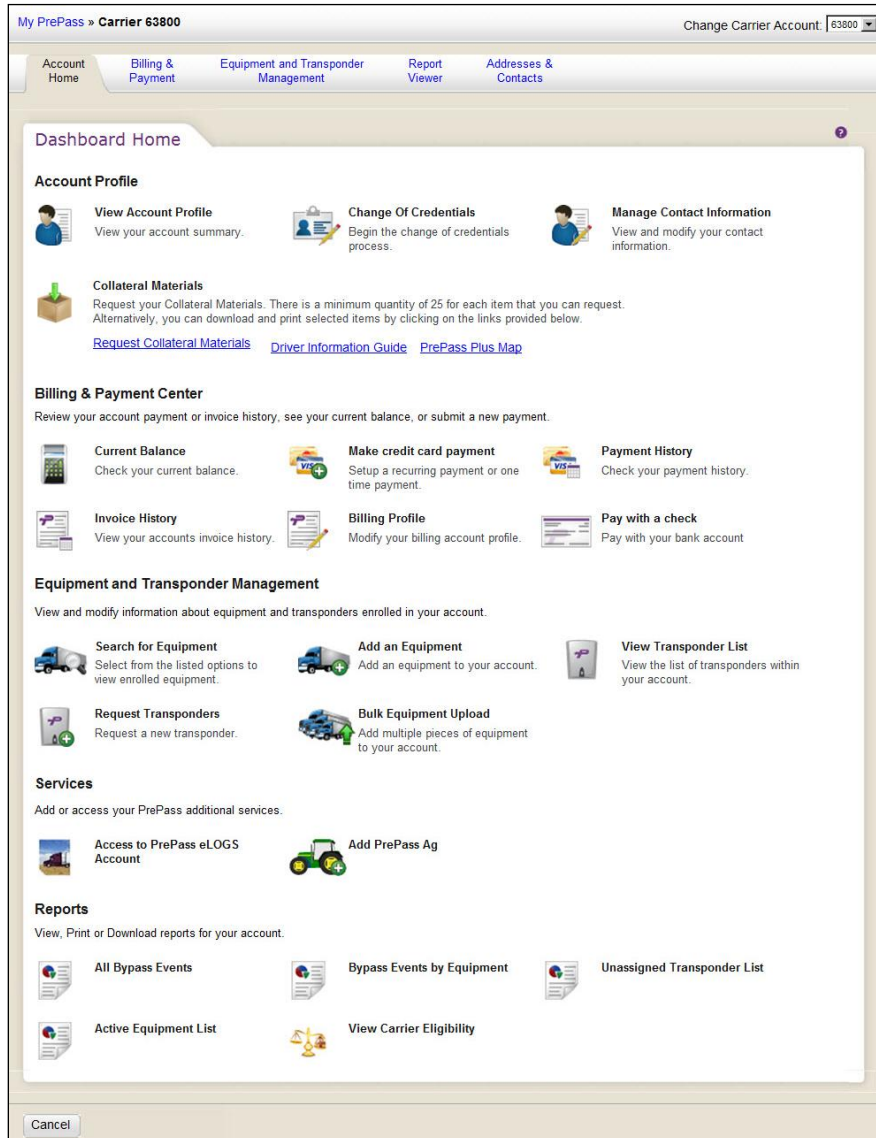 My PrePass » Carrier 63800
Change Carrier Account: 63800
Account Home
Billing & Payment
Equipment and Transponder Management
Report Viewer
Addresses & Contacts
Dashboard Home
Account Profile
View Account Profile
View your account summary.
Change Of Credentials
Begin the change of credentials
process.
Manage Contact Information
View and modify your contact
information.
Collateral Materials
Request your Collateral Materials. There is a minimum quantity of 25 for each item that you can request.
Alternatively, you can download and print selected items by clicking on the links provided below.
Request Collateral Materials Driver Information Guide PrePass Plus Map
Billing & Payment Center
Review your account payment or invoice history, see your current balance, or submit a new payment.
Current Balance
Check your current balance.
VISA
Make credit card payment
Setup a recurring payment or one
time payment.
VISA
Payment History
Check your payment history.
Invoice History
View your accounts invoice history.
Billing Profile
Modify your billing account profile.
Pay with a check
Pay with your bank account
Equipment and Transponder Management
View and modify information about equipment and transponders enrolled in your account.
Search for Equipment
Select from the listed options to
view enrolled equipment.
Add an Equipment
Add an equipment to your account.
View Transponder List
View the list of transponders within
your account.
Request Transponders
Request a new transponder.
Bulk Equipment Upload
Add multiple pieces of equipment
to your account.
Services
Add or access your PrePass additional services.
Access to PrePass eLOGS
Account
Add PrePass Ag
Reports
View, Print or Download reports for your account.
All Bypass Events
Bypass Events by Equipment
Unassigned Transponder List
Active Equipment List
View Carrier Eligibility
Cancel